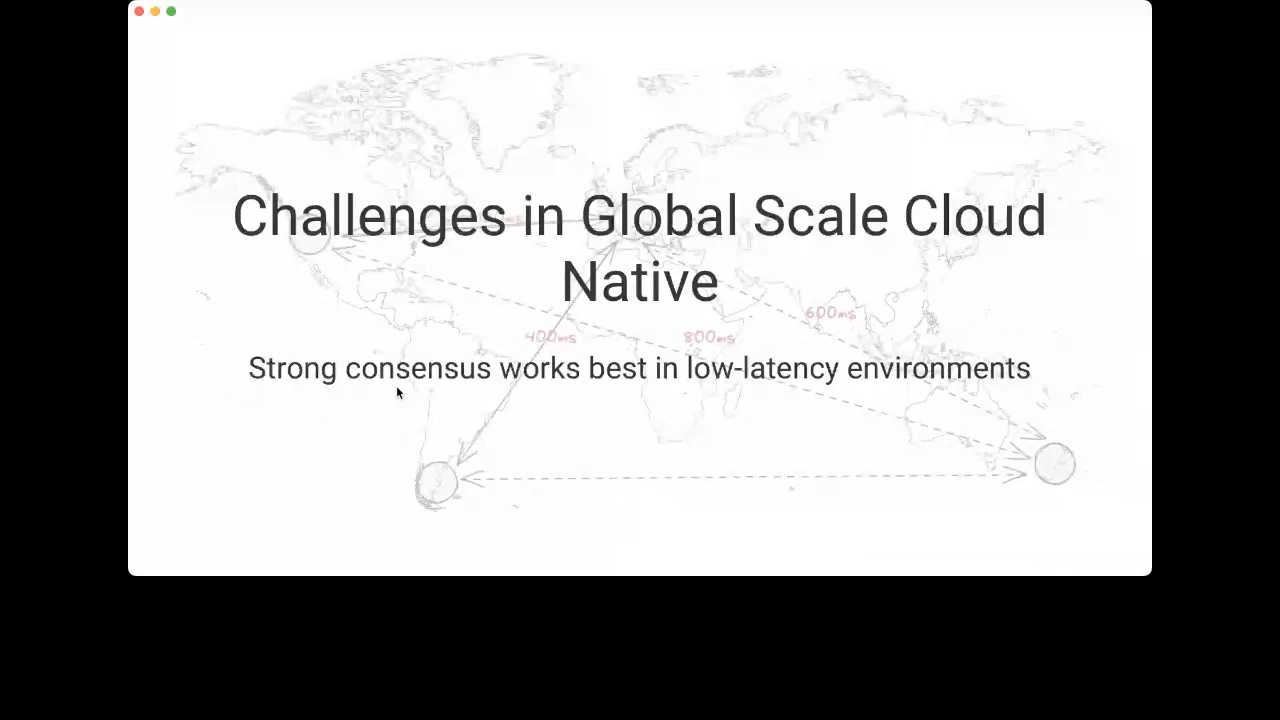 Challenges in Global Scale Cloud
Native
600ms
400ms
800ms
Strong consensus works best in low-latency environments